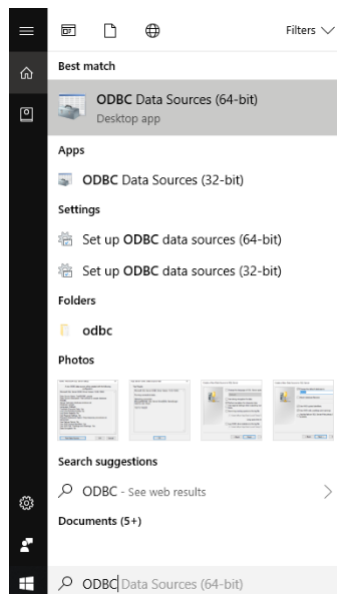 Filters
Best match
ODBC Data Sources (64-bit)
Desktop app
Apps
ODBC Data Sources (32-bit)
Settings
Set up ODBC data sources (64-bit)
Set up ODBC data sources (32-bit)
Folders
odbc
Photos
Search suggestions
ODBC - See web results
Documents (5+)
ODBC Data Sources (64-bit)